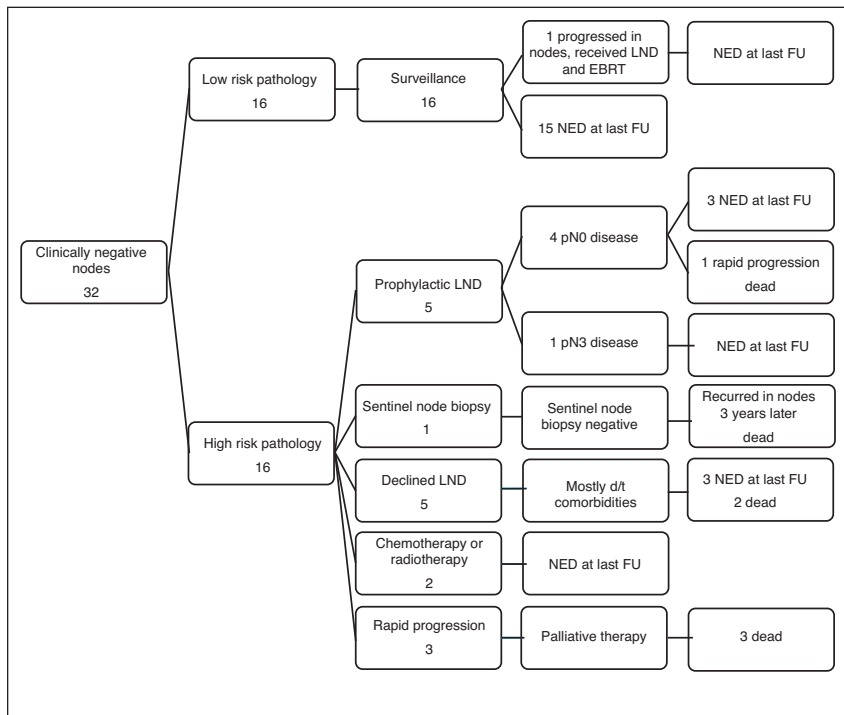 Clinically negative
nodes
32
Low risk pathology
16
Surveillance
16
1 progressed in
nodes, received LND
and EBRT
NED at last FU
15 NED at last FU
High risk pathology
16
Prophylactic LND
5
4 pN0 disease
3 NED at last FU
1 rapid progression
dead
1 pN3 disease
NED at last FU
Sentinel node biopsy
1
Sentinel node
biopsy negative
Recurred in nodes
3 years later
dead
Declined LND
5
Mostly d/t
comorbidities
3 NED at last FU
2 dead
Chemotherapy or
radiotherapy
2
NED at last FU
Rapid progression
3
Palliative therapy
3 dead